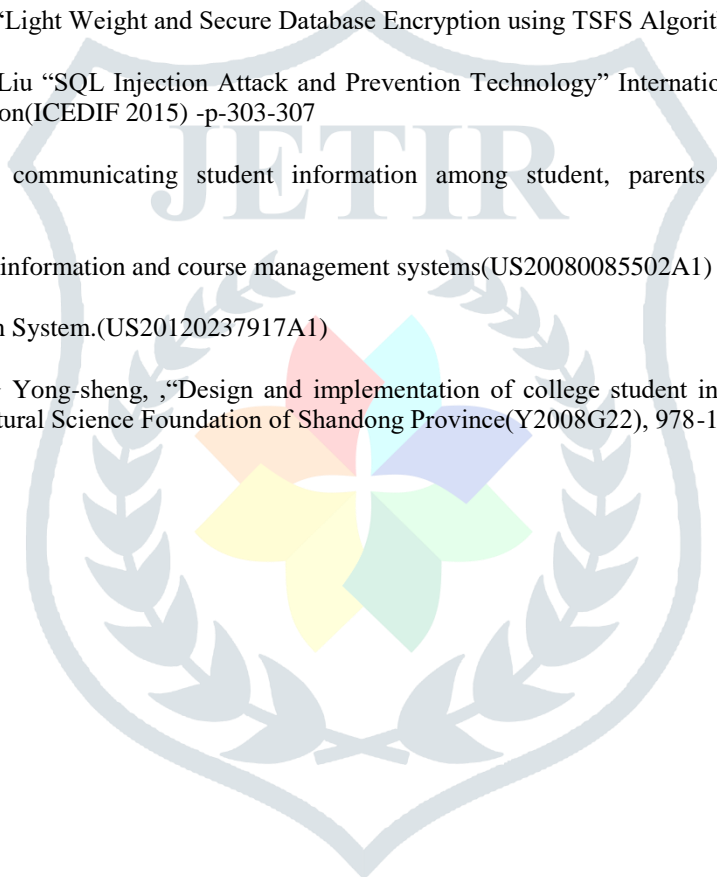 “Light Weight and Secure Database Encryption using TSFS Algorit
Liu “SQL Injection Attack and Prevention Technology” Internatio
on(ICEDIF 2015) -p-303-307
communicating student information among student, parents
JETIR
information and course management systems(US20080085502A1)
n System.(US20120237917A1)
Yong-sheng, ,“Design and implementation of college student in
tural Science Foundation of Shandong Province(Y2008G22), 978-1